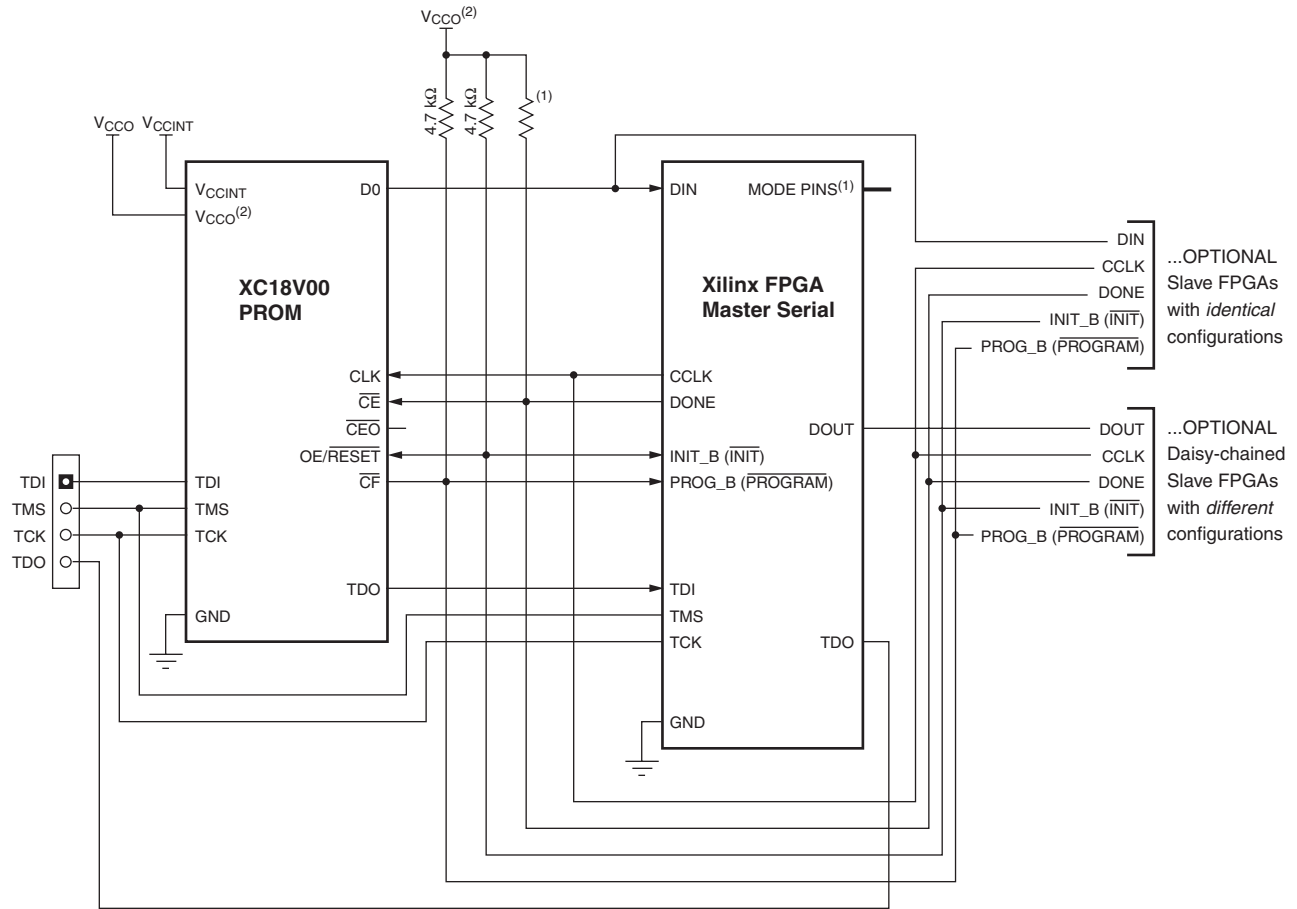 VCCO(2)
4.7 kΩ
4.7 kΩ
(1)
VCCO VCCINT
VCCINT
VCCO(2)
D0
XC18V00
PROM
CLK
CE
CEO
OE/RESET
CF
TDI
TMS
TCK
TDO
GND
TDI
TMS
TCK
TDO
DIN
MODE PINS(1)
Xilinx FPGA
Master Serial
CCLK
DONE
DOUT
INIT_B (INIT)
PROG_B (PROGRAM)
TDI
TMS
TCK
TDO
GND
DIN
CCLK
DONE
INIT_B (INIT)
PROG_B (PROGRAM)
...OPTIONAL
Slave FPGAs
with identical
configurations
DOUT
CCLK
DONE
INIT_B (INIT)
PROG_B (PROGRAM)
...OPTIONAL
Daisy-chained
Slave FPGAs
with different
configurations